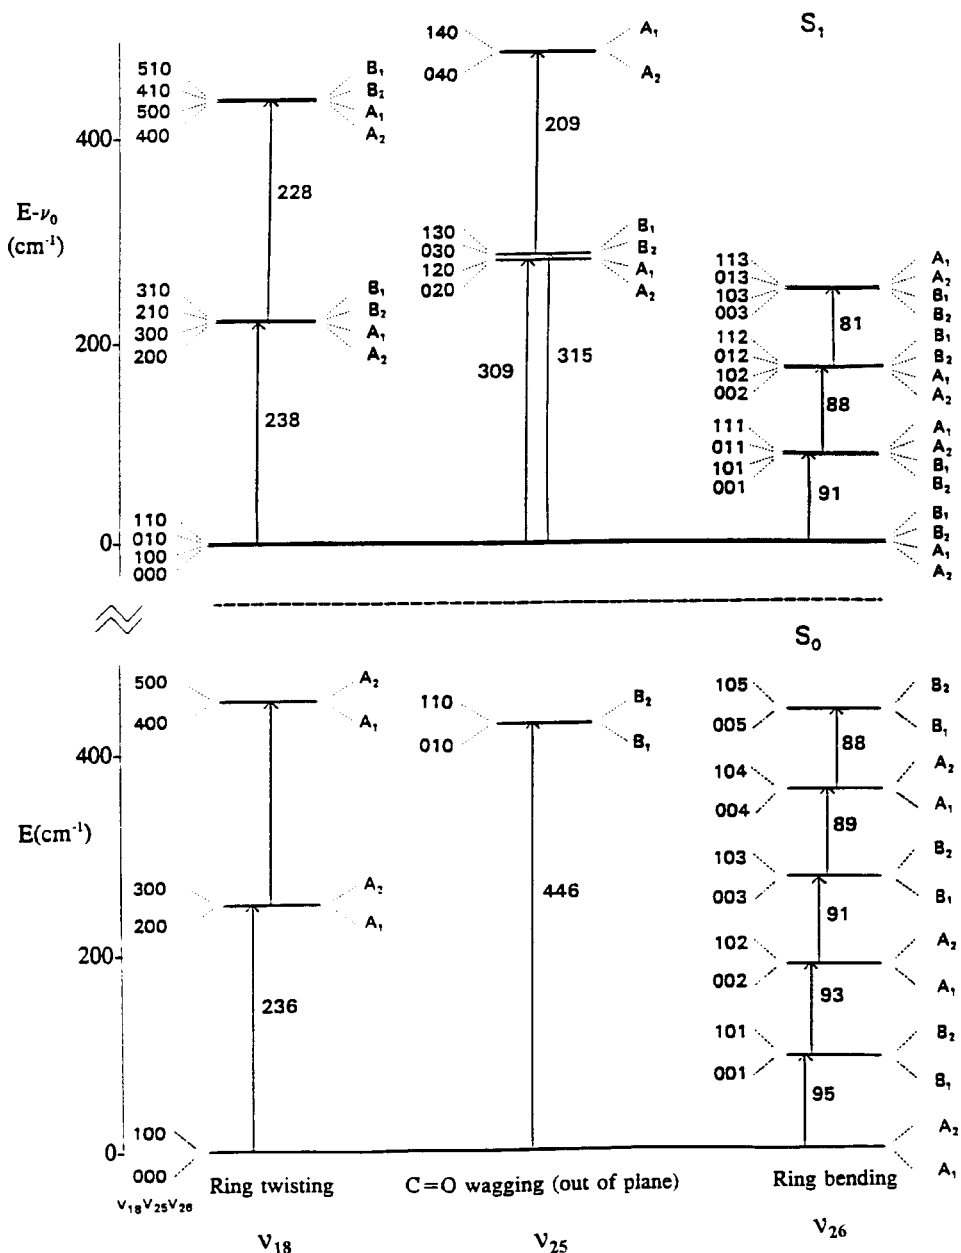 S₁
510
410
500
400
B₁
B₂
A₁
A₂
140
040
A₁
A₂
400
228
209
E-ν₀
(cm⁻¹)
130
030
120
020
B₁
B₂
A₁
A₂
310
210
300
200
B₁
B₂
A₁
A₂
113
013
103
003
A₁
A₂
B₁
B₂
200
309
315
81
112
012
102
002
B₁
B₂
A₁
A₂
238
88
111
011
101
001
A₁
A₂
B₁
B₂
91
110
010
100
000
0
B₁
B₂
A₁
A₂
S₀
500
400
A₂
A₁
110
010
B₂
B₁
105
005
B₂
B₁
400
88
104
004
A₂
A₁
E(cm⁻¹)
89
300
200
A₂
A₁
446
103
003
B₂
B₁
91
200
102
002
A₂
A₁
236
93
101
001
B₂
B₁
95
100
000
0
A₂
A₁
V₁₈V₂₅V₂₆
Ring twisting
C=O wagging (out of plane)
Ring bending
ν₁₈
ν₂₅
ν₂₆